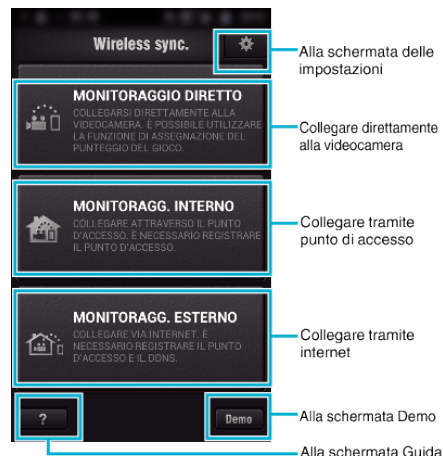 Wireless sync.
Alla schermata delle
impostazioni
MONITORAGGIO DIRETTO
COLLEGARSI DIRETTAMENTE ALLA
VIDEOCAMERA. È POSSIBILE UTILIZZARE
LA FUNZIONE DI ASSEGNAZIONE DEL
PUNTEGGIO DEL GIOCO.
Collegare direttamente
alla videocamera
MONITORAGG. INTERNO
COLLEGARE ATTRAVERSO IL PUNTO
D'ACCESSO. È NECESSARIO REGISTRARE
IL PUNTO D'ACCESSO.
Collegare tramite
punto di accesso
MONITORAGG. ESTERNO
COLLEGARE VIA INTERNET. È
NECESSARIO REGISTRARE IL PUNTO
D'ACCESSO E IL DDNS.
Collegare tramite
internet
?
Demo
Alla schermata Demo
Alla schermata Guida